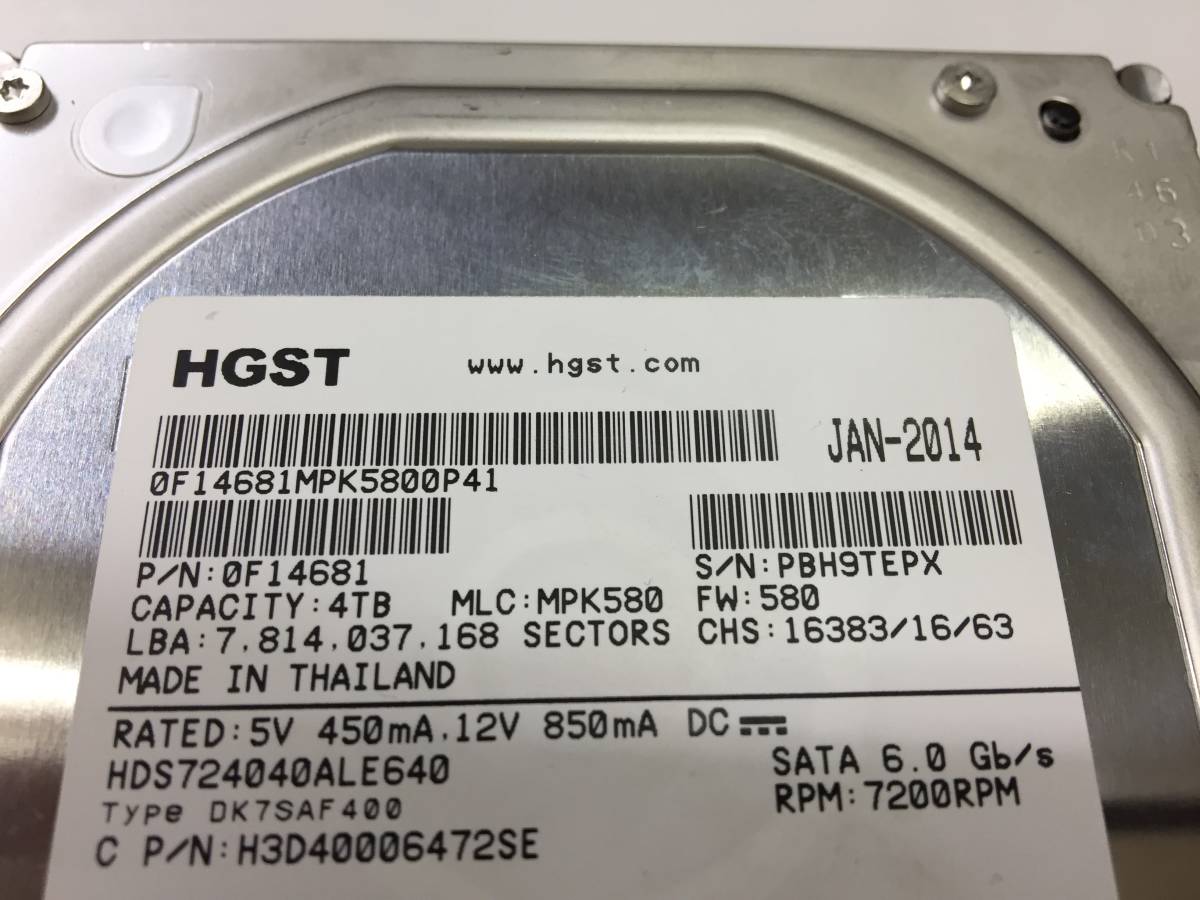 HGST www.hgst.com
JAN-2014
0F14681MPK5800P41
P/N:0F14681 S/N:PBH9TEPX
CAPACITY:4TB MLC:MPK580 FW:580
LBA:7,814,037,168 SECTORS CHS:16383/16/63
MADE IN THAILAND
RATED:5V 450mA,12V 850mA DC
HDS724040ALE640 SATA 6.0 Gb/s
Type DK7SAF400 RPM:7200RPM
C P/N:H3D40006472SE
46
03